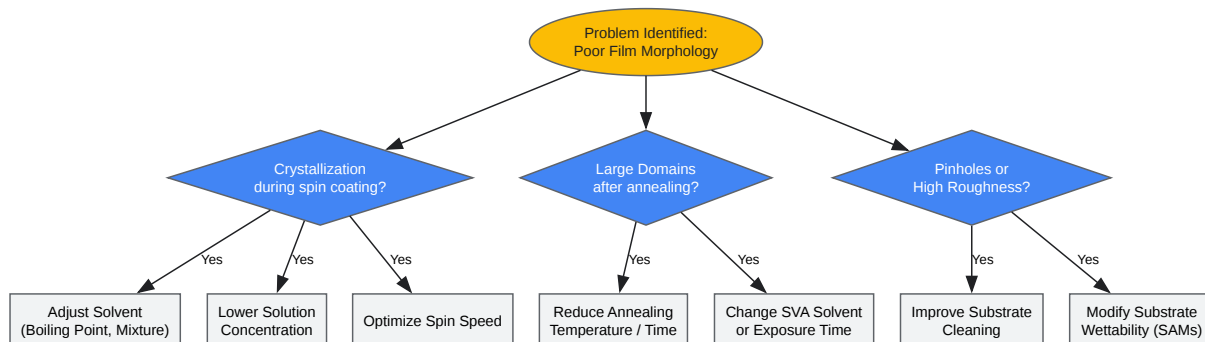 Problem Identified:
Poor Film Morphology
Crystallization
during spin coating?
Large Domains
after annealing?
Pinholes or
High Roughness?
Yes
Yes
Yes
Yes
Yes
Yes
Yes
Adjust Solvent
(Boiling Point, Mixture)
Lower Solution
Concentration
Optimize Spin Speed
Reduce Annealing
Temperature / Time
Change SVA Solvent
or Exposure Time
Improve Substrate
Cleaning
Modify Substrate
Wettability (SAMs)